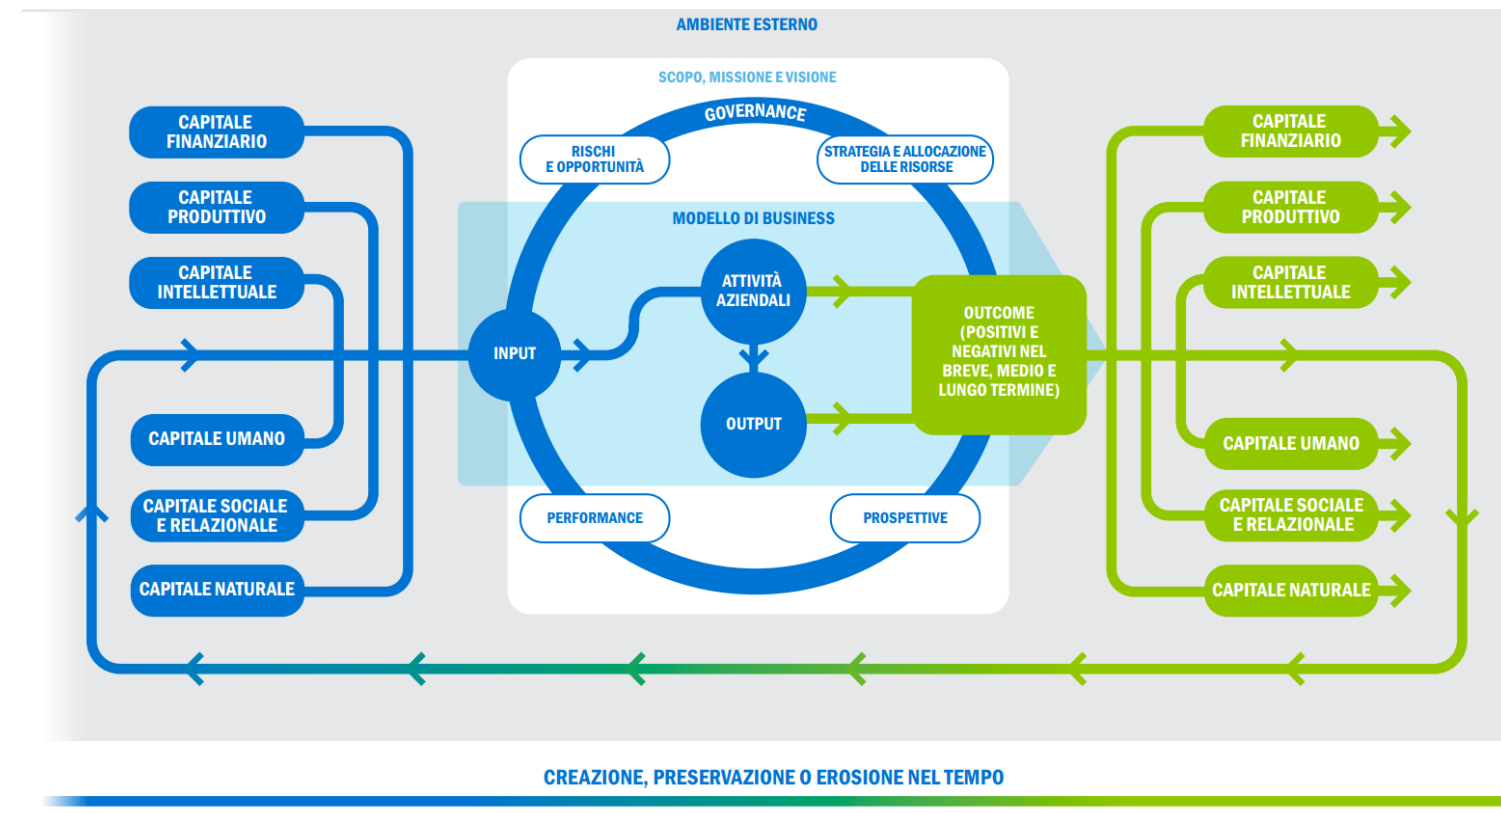 AMBIENTE ESTERNO
SCOPO, MISSIONE E VISIONE
GOVERNANCE
CAPITALE
FINANZIARIO
CAPITALE
PRODUTTIVO
CAPITALE
INTELLETTUALE
CAPITALE UMANO
CAPITALE SOCIALE
E RELAZIONALE
CAPITALE NATURALE
RISCHI
E OPPORTUNITÀ
STRATEGIA E ALLOCAZIONE
DELLE RISORSE
MODELLO DI BUSINESS
INPUT
ATTIVITÀ
AZIENDALI
OUTPUT
OUTCOME
(POSITIVI E
NEGATIVI NEL
BREVE, MEDIO E
LUNGO TERMINE)
PERFORMANCE
PROSPETTIVE
CAPITALE
FINANZIARIO
CAPITALE
PRODUTTIVO
CAPITALE
INTELLETTUALE
CAPITALE UMANO
CAPITALE SOCIALE
E RELAZIONALE
CAPITALE NATURALE
CREAZIONE, PRESERVAZIONE O EROSIONE NEL TEMPO